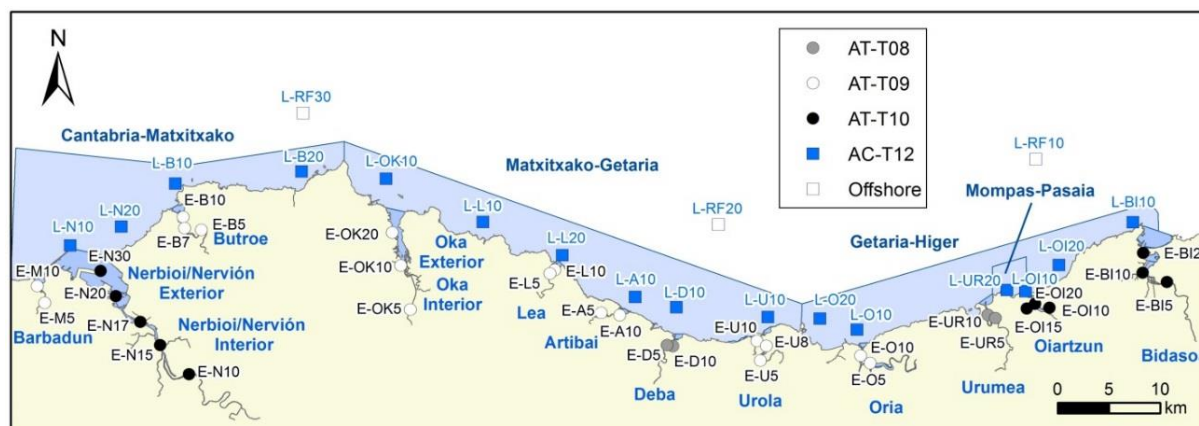 N
AT-T08
AT-T09
AT-T10
AC-T12
Offshore
L-RF30
Cantabria-Matxitxako
L-B10
L-B20
L-OK10
Matxitxako-Getaria
L-RF10
Mompas-Pasaia
L-N10
L-N20
E-B10
E-B5
E-B7
Butroe
L-L10
L-RF20
Getaria-Higer
L-BI10
E-M10
E-N30
Nerbioi/Nervión
Exterior
E-OK20
Oka
Exterior
L-L20
L-OI20
E-BI20
E-M5
E-N20
E-OK10
Oka
Interior
E-L10
E-L5
L-A10
L-D10
L-U10
L-O20
L-UR20
L-OI10
E-BI10
E-BI5
Barbadun
E-N17
Nerbioi/Nervión
Interior
E-OK5
Lea
E-A5
E-A10
E-U10
E-U8
L-O10
E-UR10
E-OI20
E-OI10
E-OI15
E-N15
Artibai
E-D5
E-D10
E-U5
E-O10
E-O5
E-UR5
Oiartzun
Bidasoa
E-N10
Deba
Urola
Oria
Urumea
0 5 10
km